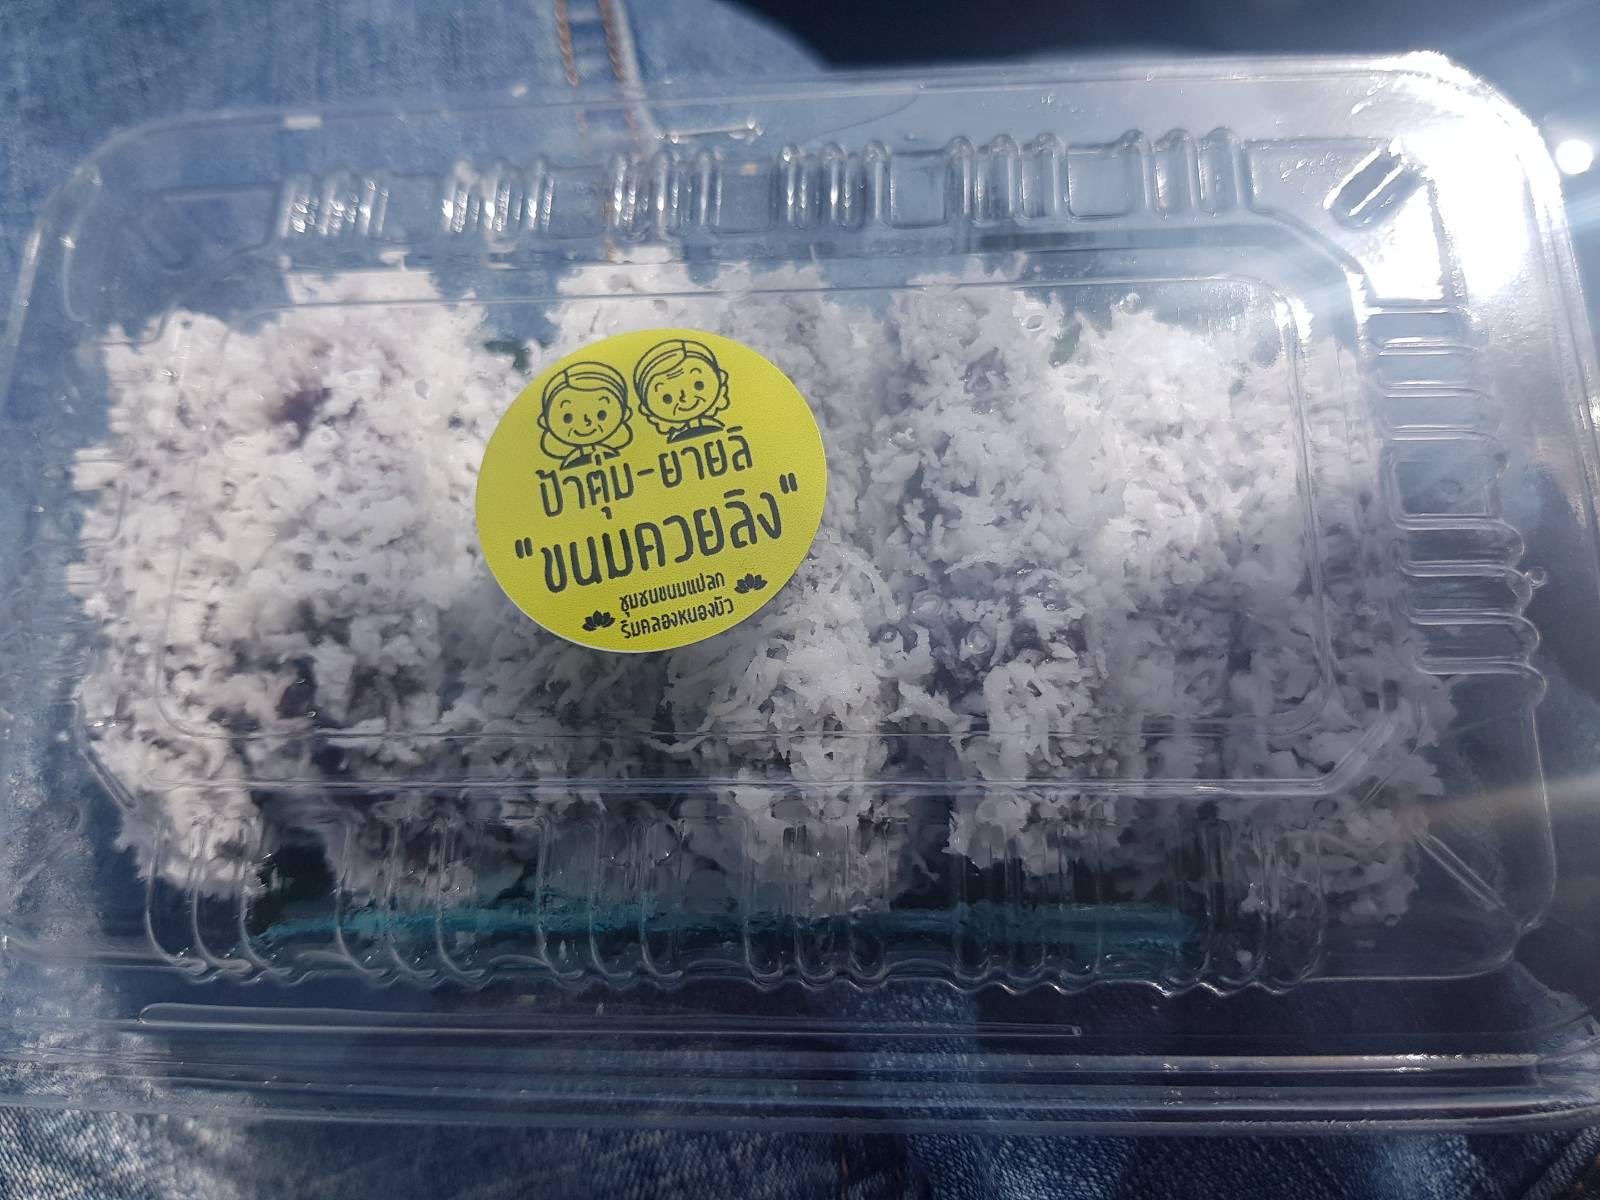 ป้าตุ่ม-ยายลิ
"ขนมควยลิง"
ชุมชนขนมแปลก
ริมคลองหนองบัว